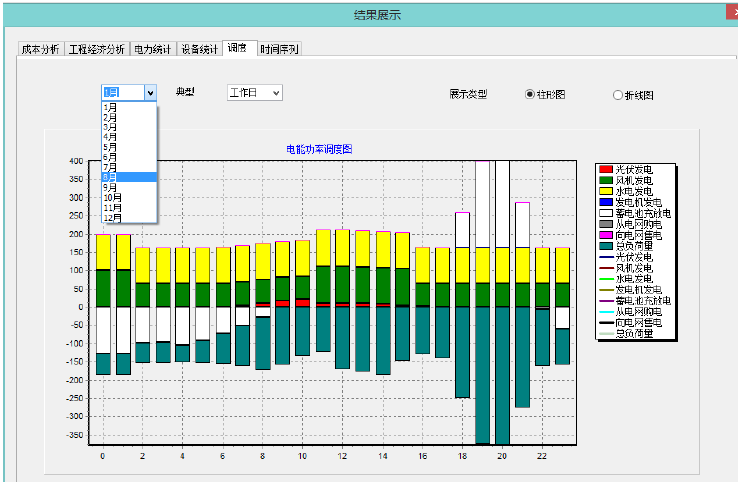 结果展示
成本分析 工程经济分析 电力统计 设备统计 调度 时间序列
1月 典型 工作日 展示类型 柱形图 折线图
1月
2月
3月
4月
5月
6月
7月
8月
9月
10月
11月
12月
电能功率调度图
400
350
300
250
200
150
100
50
0
-50
-100
-150
-200
-250
-300
-350
0 2 4 6 8 10 12 14 16 18 20 22
光伏发电
风机发电
水电发电
发电机发电
蓄电池充放电
从电网购电
向电网售电
总负荷量
光伏发电
风机发电
水电发电
发电机发电
蓄电池充放电
从电网购电
向电网售电
总负荷量